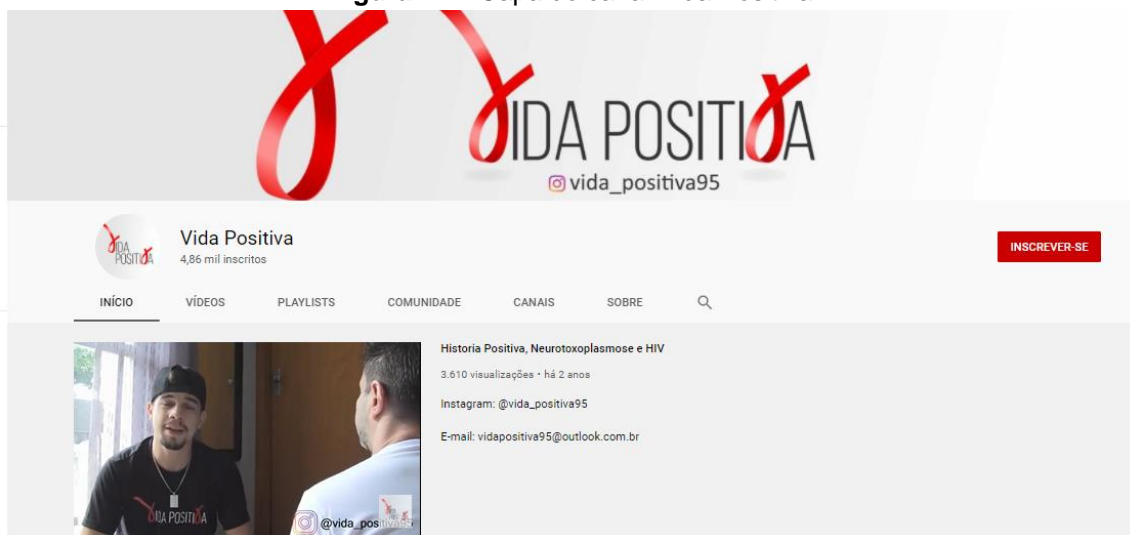 VIDA POSITIVA
vida_positiva95
VIDA POSITIVA
Vida Positiva
4,86 mil inscritos
INSCREVER-SE
INÍCIO VÍDEOS PLAYLISTS COMUNIDADE CANAIS SOBRE
Historia Positiva, Neurotoxoplasmose e HIV
3.610 visualizações • há 2 anos
Instagram: @vida_positiva95
E-mail: vidapositiva95@outlook.com.br
VIDA POSITIVA
@vida_pos